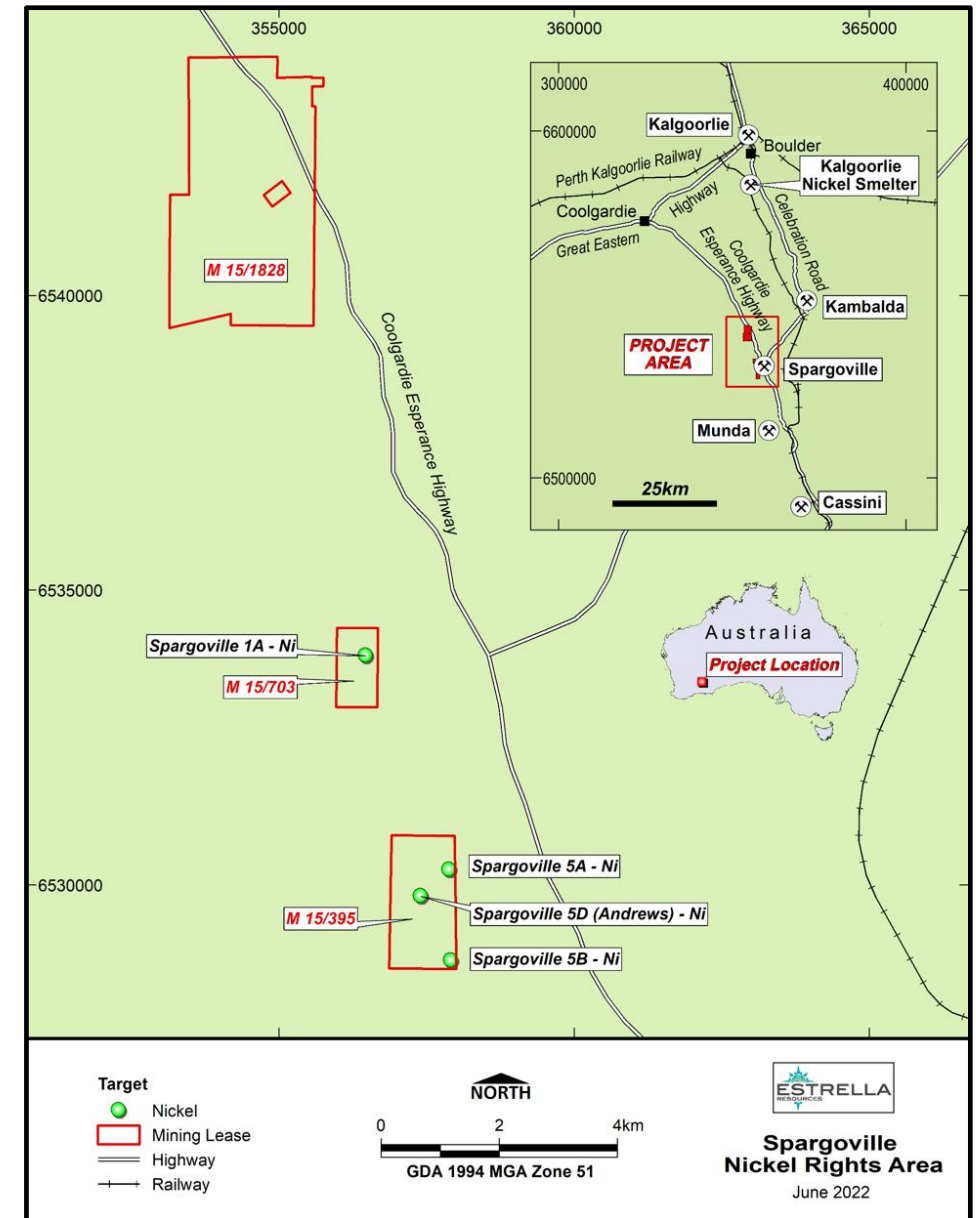 355000
360000
365000
6540000
6535000
6530000
M 15/1828
Coolgardie Esperance Highway
Spargoville 1A - Ni
M 15/703
Spargoville 5A - Ni
Spargoville 5D (Andrews) - Ni
M 15/395
Spargoville 5B - Ni
300000
400000
6600000
6500000
Kalgoorlie
Boulder
Kalgoorlie
Nickel Smelter
Perth Kalgoorlie Railway
Coolgardie
Highway
Great Eastern
Coolgardie
Esperance Highway
Celebration Road
Kambalda
PROJECT
AREA
Spargoville
Munda
25km
Cassini
Australia
Project Location
Target
Nickel
Mining Lease
Highway
Railway
NORTH
0 2 4km
GDA 1994 MGA Zone 51
ESTRELLA
RESOURCES
Spargoville
Nickel Rights Area
June 2022